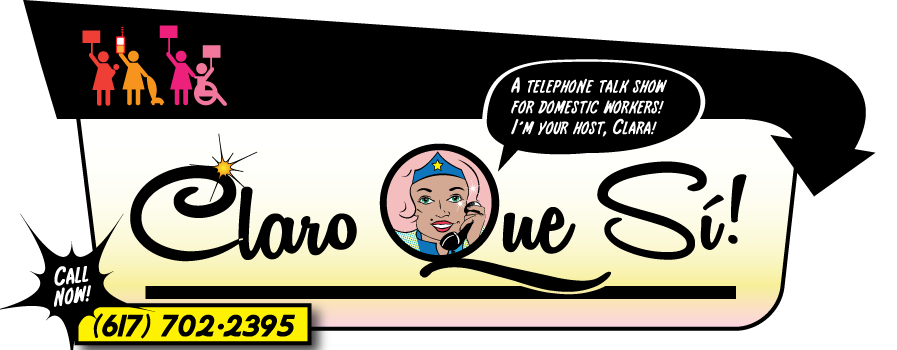 A TELEPHONE TALK SHOW
FOR DOMESTIC WORKERS!
I'M YOUR HOST, CLARA!
Claro Que Sí!
CALL
NOW!
(617) 702·2395